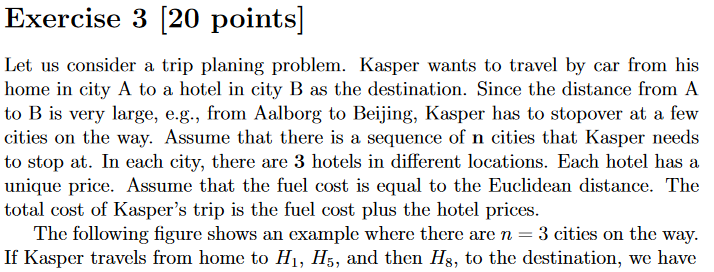 Exercise 3 [20 points]
Let us consider a trip planing problem. Kasper wants to travel by car from his
home in city A to a hotel in city B as the destination. Since the distance from A
to B is very large, e.g., from Aalborg to Beijing, Kasper has to stopover at a few
cities on the way. Assume that there is a sequence of n cities that Kasper needs
to stop at. In each city, there are 3 hotels in different locations. Each hotel has a
unique price. Assume that the fuel cost is equal to the Euclidean distance. The
total cost of Kasper's trip is the fuel cost plus the hotel prices.
The following figure shows an example where there are n = 3 cities on the way.
If Kasper travels from home to H₁, H₅, and then H₈, to the destination, we have